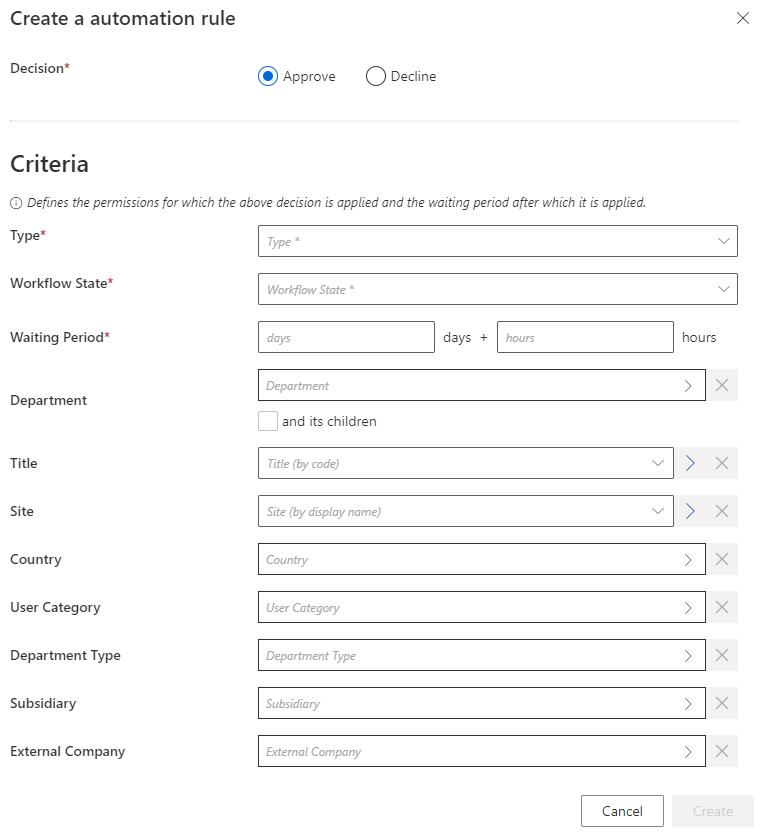 Create a automation rule
Decision* Approve Decline
Criteria
Defines the permissions for which the above decision is applied and the waiting period after which it is applied.
Type* Type *
Workflow State* Workflow State *
Waiting Period* days days + hours hours
Department Department
and its children
Title Title (by code)
Site Site (by display name)
Country Country
User Category User Category
Department Type Department Type
Subsidiary Subsidiary
External Company External Company
Cancel Create